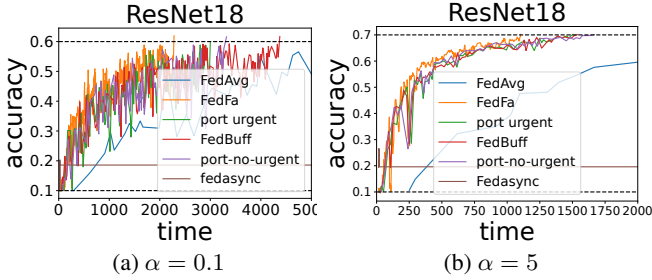 ResNet18
accuracy
0.6
0.5
0.4
0.3
0.2
0.1
FedAvg
FedFa
port urgent
FedBuff
port-no-urgent
fedasync
0 1000 2000 3000 4000 5000
time
(a) α = 0.1
ResNet18
accuracy
0.7
0.6
0.5
0.4
0.3
0.2
0.1
FedAvg
FedFa
port urgent
FedBuff
port-no-urgent
Fedasync
0 250 500 750 1000 1250 1500 1750 2000
time
(b) α = 5